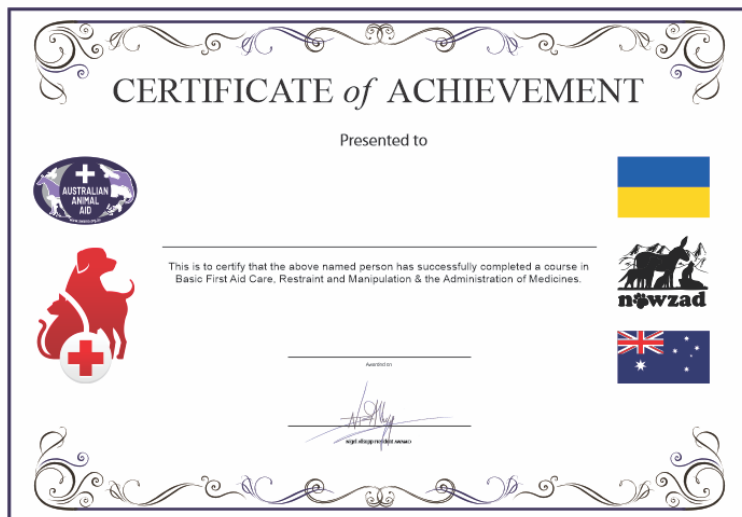 CERTIFICATE of ACHIEVEMENT
Presented to
AUSTRALIAN
ANIMAL
AID
This is to certify that the above named person has successfully completed a course in
Basic First Aid Care, Restraint and Manipulation & the Administration of Medicines.
nowzad
Awarded on